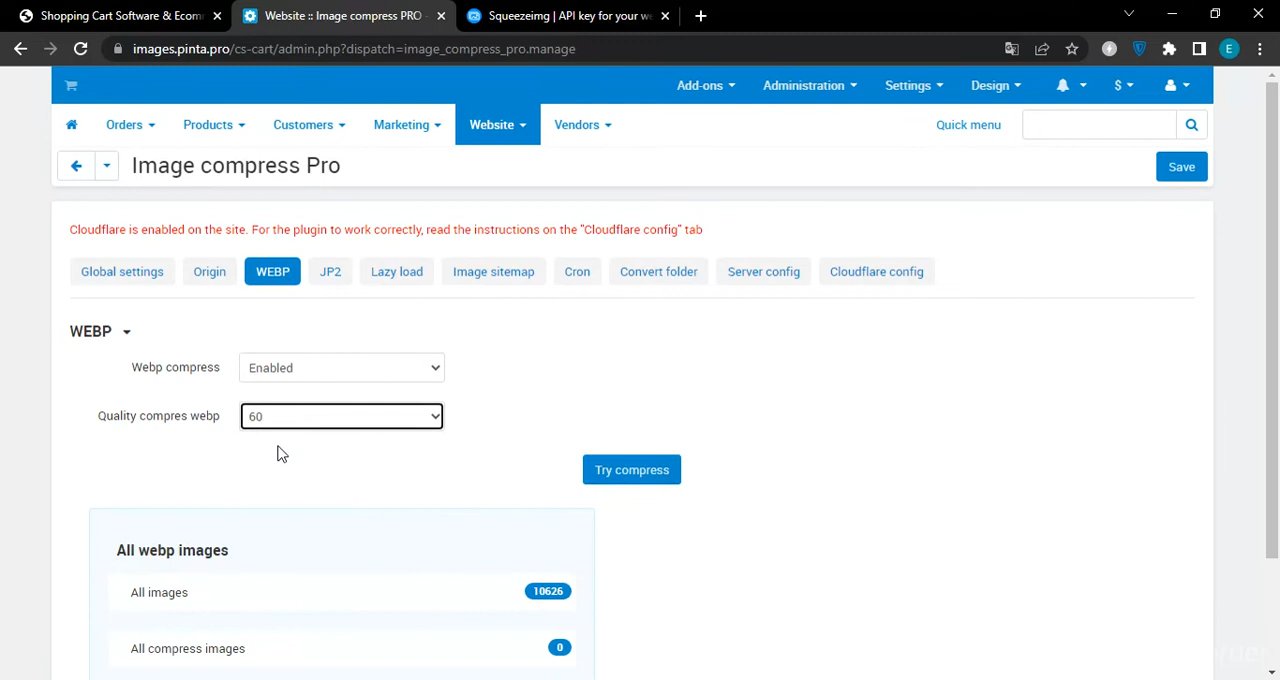 Shopping Cart Software & Ecom
Website :: Image compress PRO -
Squeezeimg | API key for your we
images.pinta.pro/cs-cart/admin.php?dispatch=image_compress_pro.manage
E
Add-ons
Administration
Settings
Design
$
Orders
Products
Customers
Marketing
Website
Vendors
Quick menu
Image compress Pro
Save
Cloudflare is enabled on the site. For the plugin to work correctly, read the instructions on the "Cloudflare config" tab
Global settings
Origin
WEBP
JP2
Lazy load
Image sitemap
Cron
Convert folder
Server config
Cloudflare config
WEBP
Webp compress
Enabled
Quality compres webp
60
Try compress
All webp images
All images
10626
All compress images
0